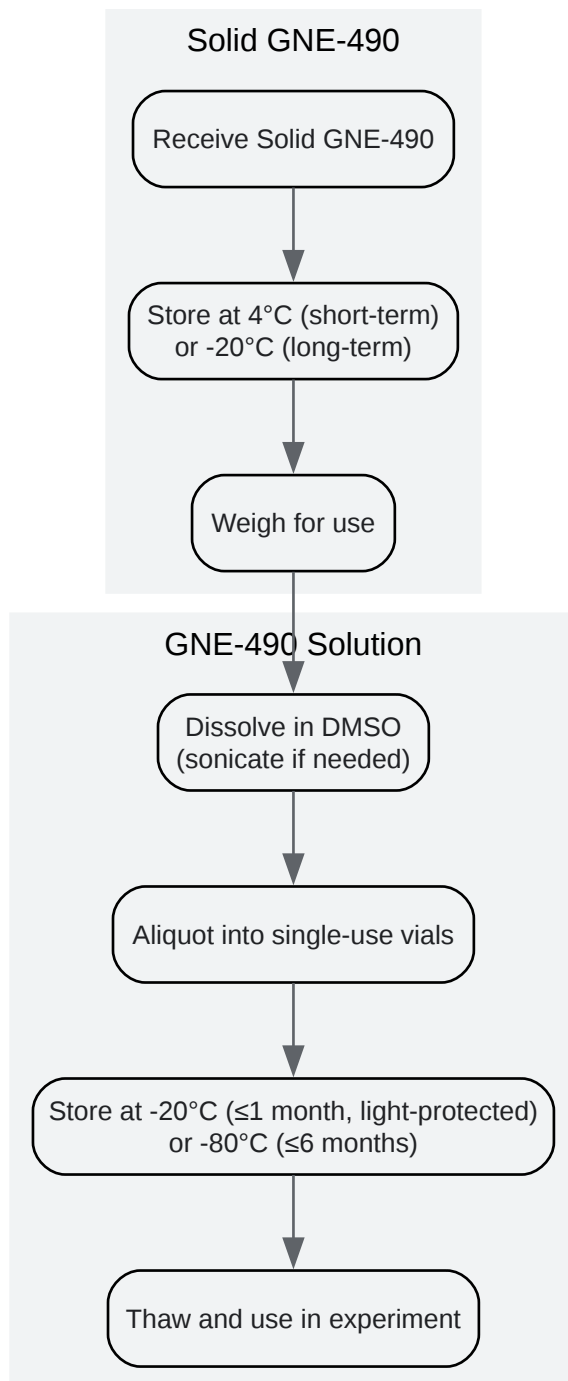 Solid GNE-490
Receive Solid GNE-490
Store at 4°C (short-term)
or -20°C (long-term)
Weigh for use
GNE-490 Solution
Dissolve in DMSO
(sonicate if needed)
Aliquot into single-use vials
Store at -20°C (≤1 month, light-protected)
or -80°C (≤6 months)
Thaw and use in experiment